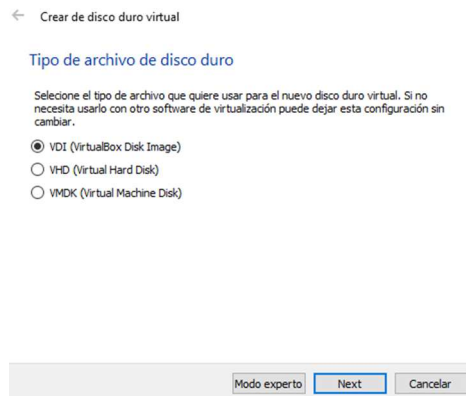 Crear de disco duro virtual
Tipo de archivo de disco duro
Selecione el tipo de archivo que quiere usar para el nuevo disco duro virtual. Si no
necesita usarlo con otro software de virtualización puede dejar esta configuración sin
cambiar.
VDI (VirtualBox Disk Image)
VHD (Virtual Hard Disk)
VMDK (Virtual Machine Disk)
Modo experto Next Cancelar